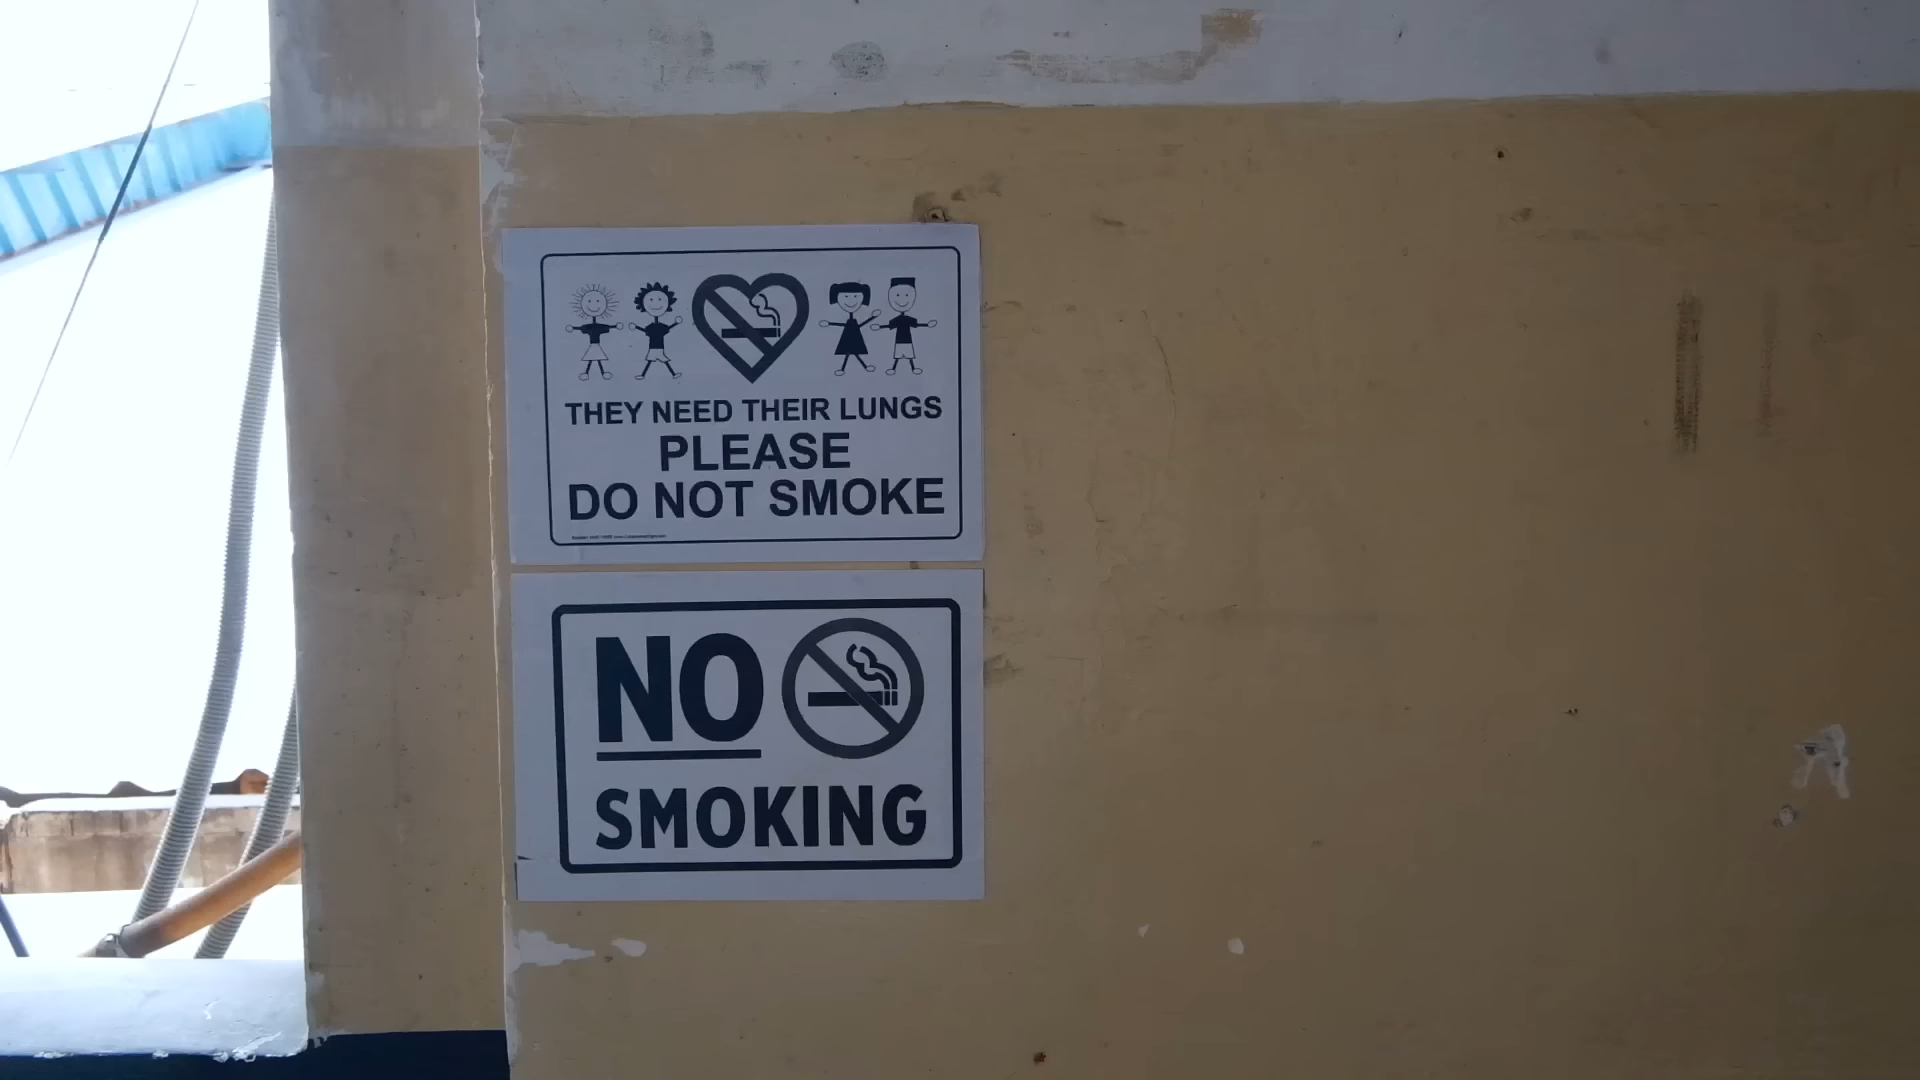 THEY NEED THEIR LUNGS
PLEASE
DO NOT SMOKE
NO
SMOKING